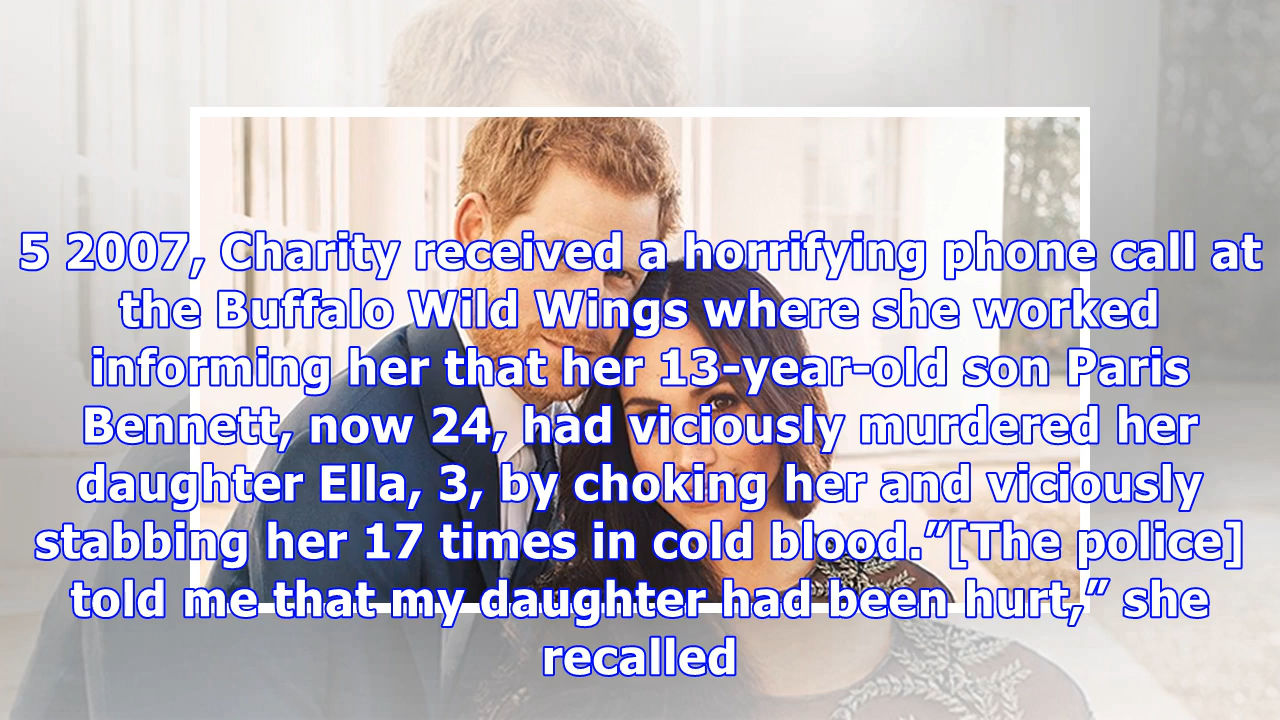 5 2007, Charity received a horrifying phone call at
the Buffalo Wild Wings where she worked
informing her that her 13-year-old son Paris
Bennett, now 24, had viciously murdered her
daughter Ella, 3, by choking her and viciously
stabbing her 17 times in cold blood.”[The police]
told me that my daughter had been hurt,” she
recalled